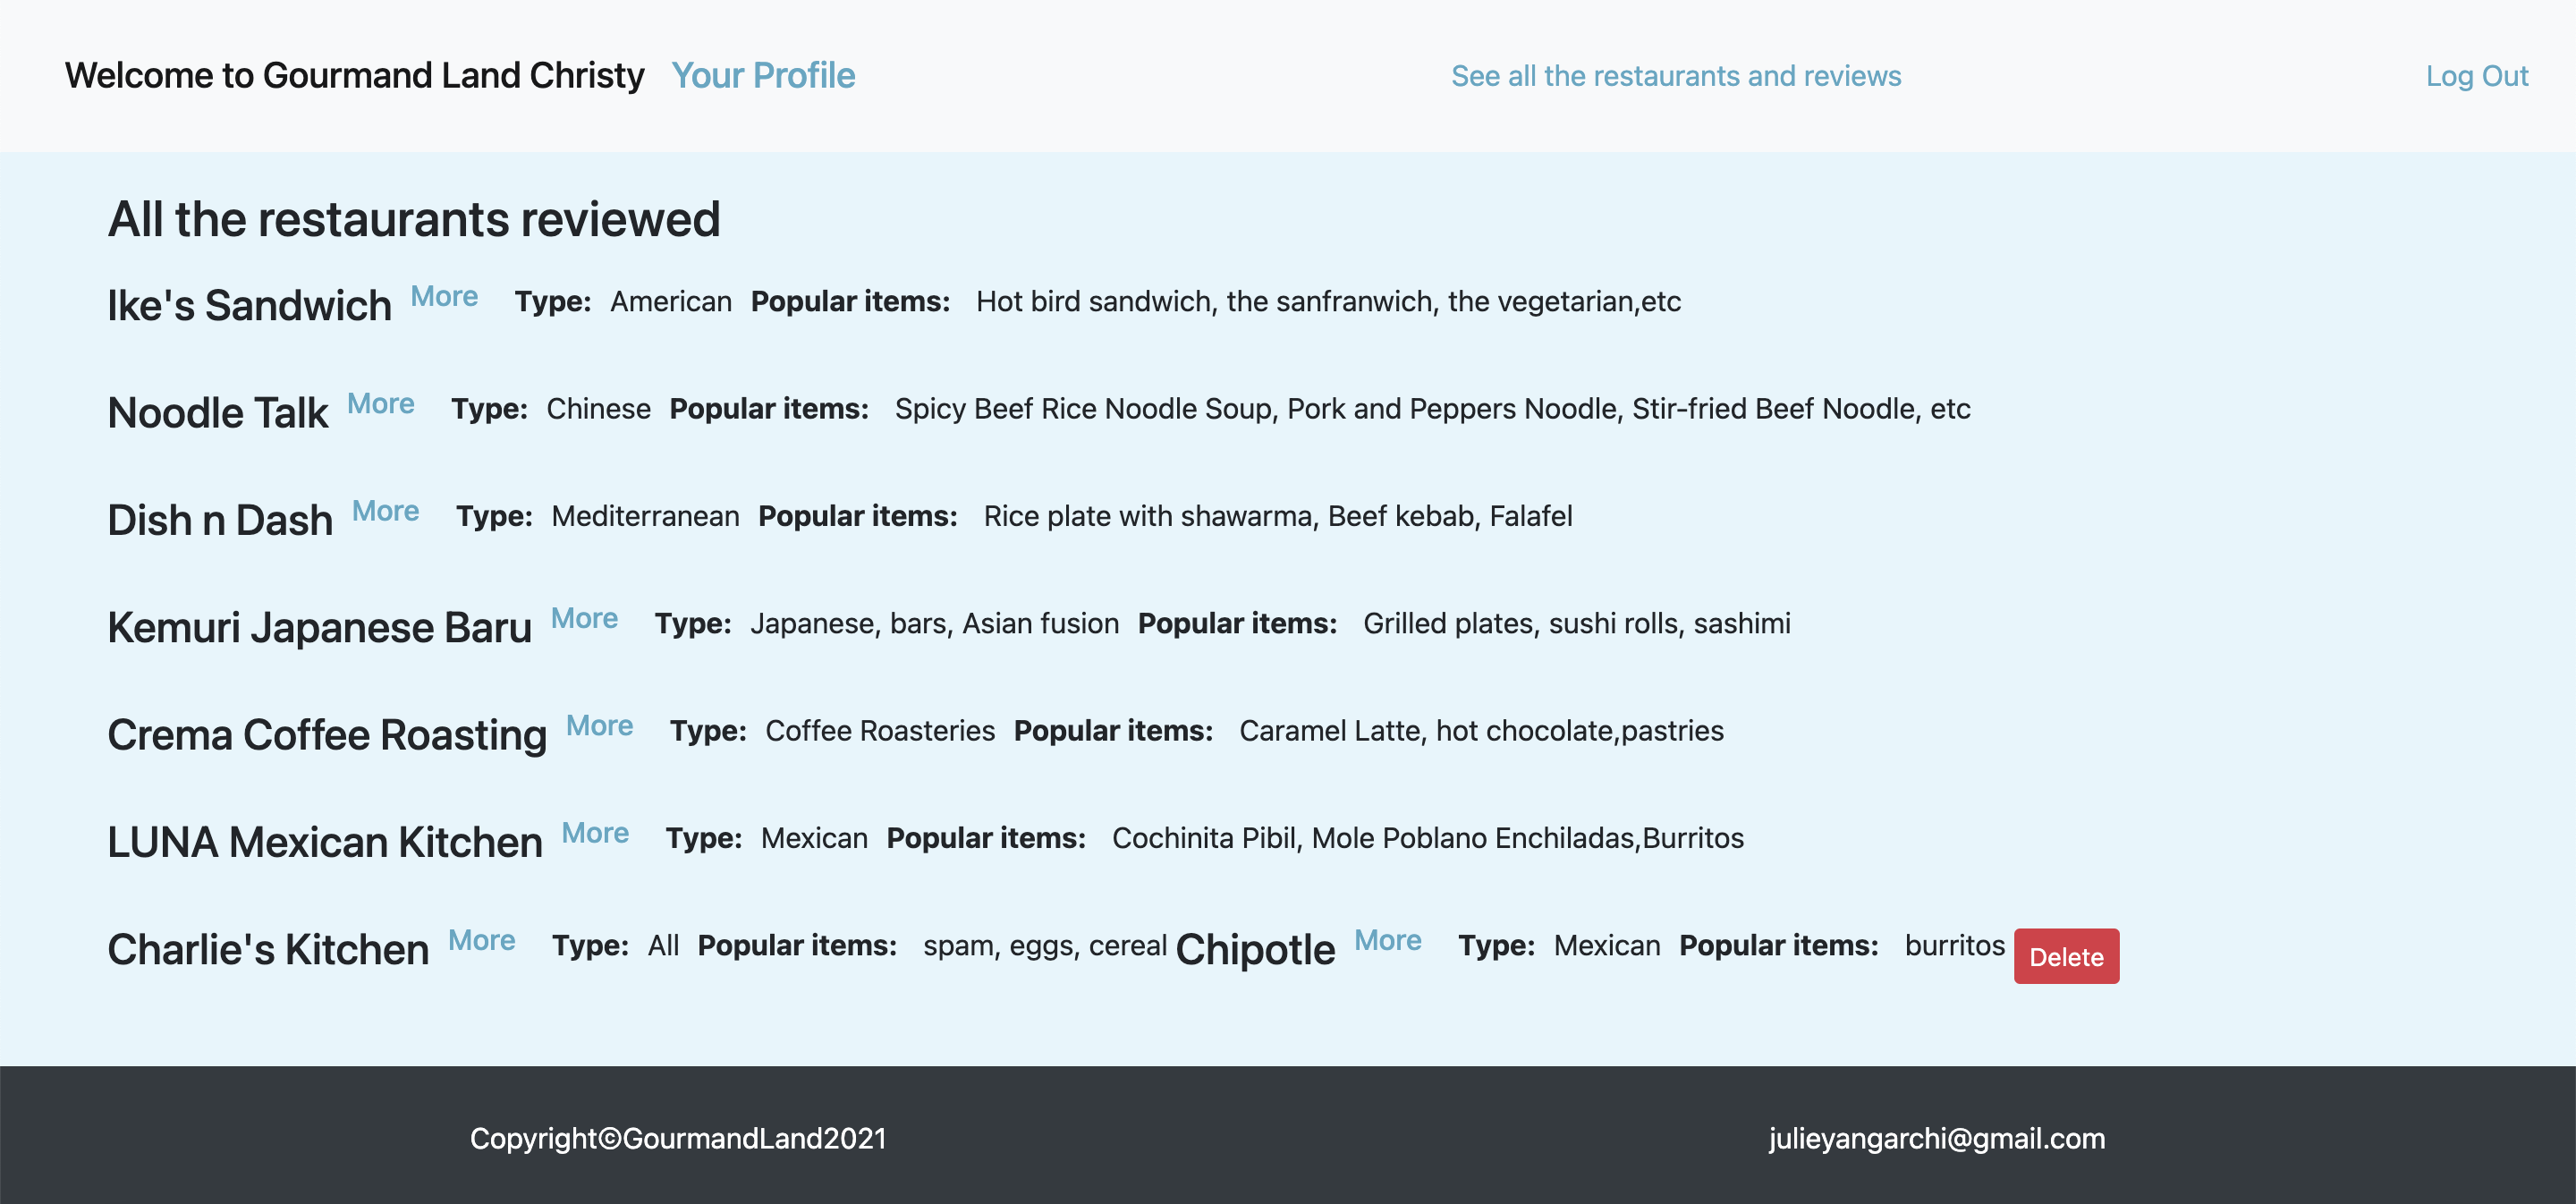 Welcome to Gourmand Land Christy Your Profile See all the restaurants and reviews Log Out
All the restaurants reviewed
Ike's Sandwich More Type: American Popular items: Hot bird sandwich, the sanfranwich, the vegetarian,etc
Noodle Talk More Type: Chinese Popular items: Spicy Beef Rice Noodle Soup, Pork and Peppers Noodle, Stir-fried Beef Noodle, etc
Dish n Dash More Type: Mediterranean Popular items: Rice plate with shawarma, Beef kebab, Falafel
Kemuri Japanese Baru More Type: Japanese, bars, Asian fusion Popular items: Grilled plates, sushi rolls, sashimi
Crema Coffee Roasting More Type: Coffee Roasteries Popular items: Caramel Latte, hot chocolate,pastries
LUNA Mexican Kitchen More Type: Mexican Popular items: Cochinita Pibil, Mole Poblano Enchiladas,Burritos
Charlie's Kitchen More Type: All Popular items: spam, eggs, cereal Chipotle More Type: Mexican Popular items: burritos Delete
Copyright©GourmandLand2021 julieyangarchi@gmail.com